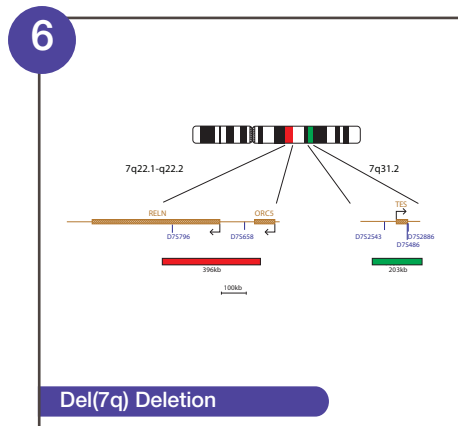 6
7q22.1-q22.2 7q31.2
RELN ORC5 TES
D7S796 D7S658 D7S2543 D7S2886
D7S486
396kb 203kb
100kb
Del(7q) Deletion